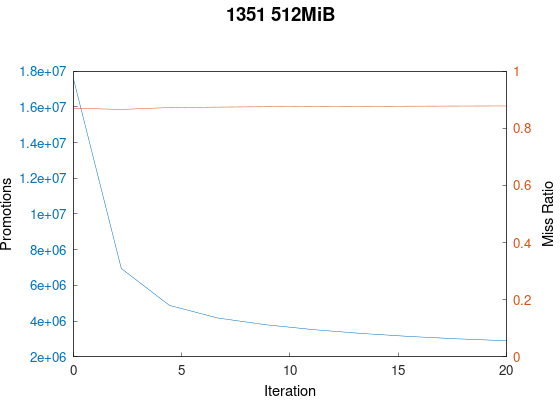 1351 512MiB
1.8e+07
1.6e+07
1.4e+07
1.2e+07
1e+07
8e+06
6e+06
4e+06
2e+06
Promotions
1
0.8
0.6
0.4
0.2
0
Miss Ratio
0 5 10 15 20
Iteration